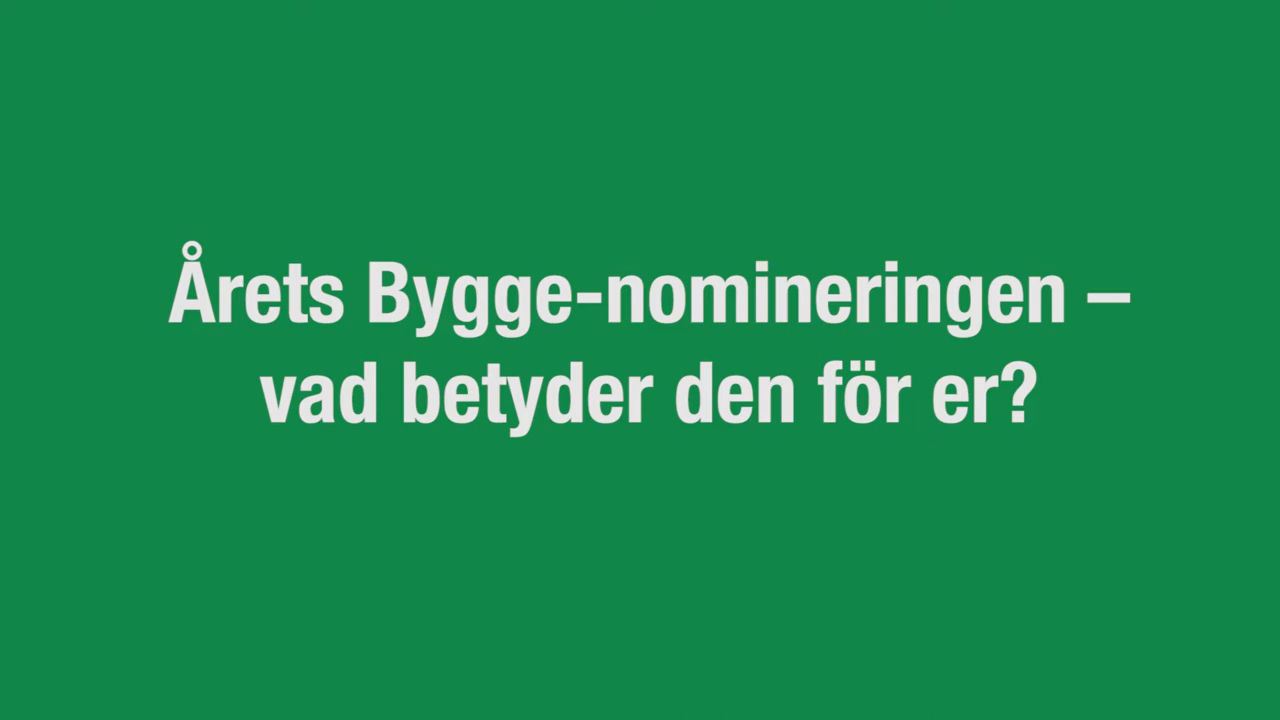 Årets Bygge-nomineringen –
vad betyder den för er?